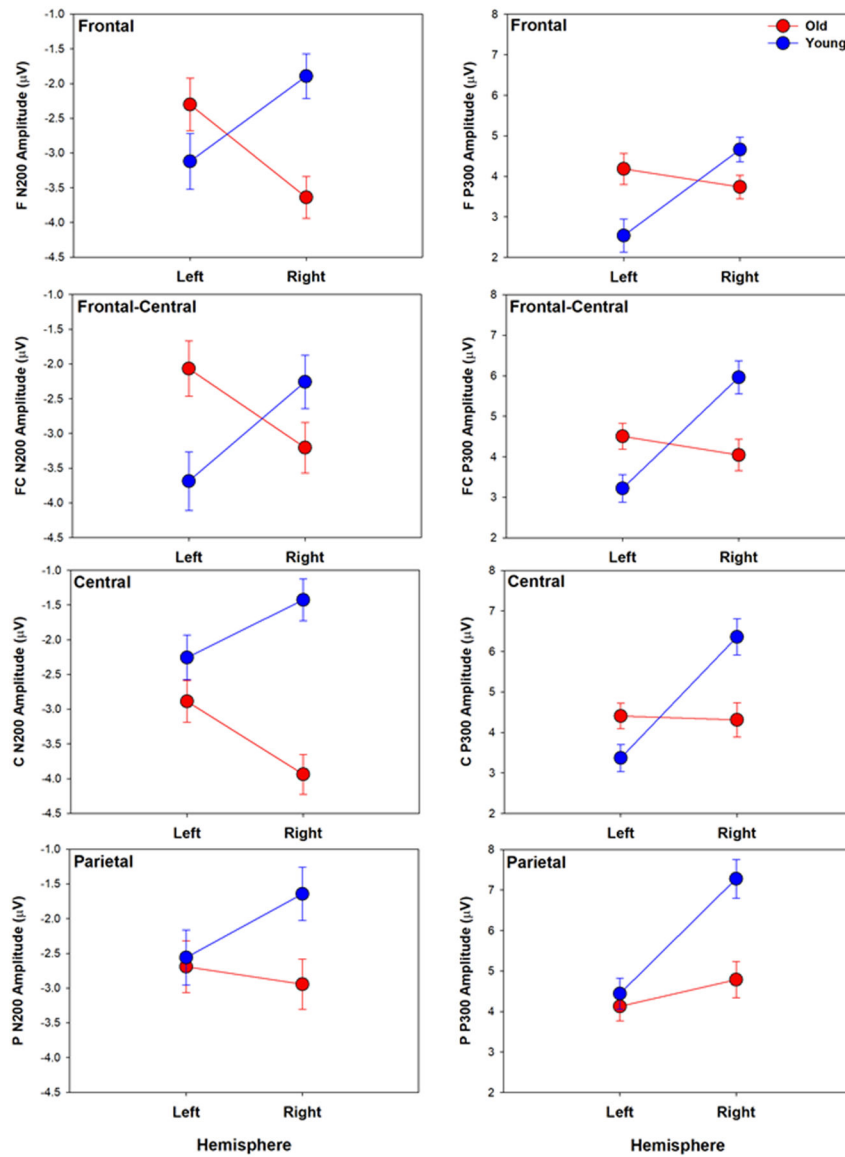 Frontal
F N200 Amplitude (µV)
-1.0
-1.5
-2.0
-2.5
-3.0
-3.5
-4.0
-4.5
Left Right
Frontal
Old
Young
F P300 Amplitude (µV)
8
7
6
5
4
3
2
Left Right
Frontal-Central
FC N200 Amplitude (µV)
-1.0
-1.5
-2.0
-2.5
-3.0
-3.5
-4.0
-4.5
Left Right
Frontal-Central
FC P300 Amplitude (µV)
8
7
6
5
4
3
2
Left Right
Central
C N200 Amplitude (µV)
-1.0
-1.5
-2.0
-2.5
-3.0
-3.5
-4.0
-4.5
Left Right
Central
C P300 Amplitude (µV)
8
7
6
5
4
3
2
Left Right
Parietal
P N200 Amplitude (µV)
-1.0
-1.5
-2.0
-2.5
-3.0
-3.5
-4.0
-4.5
Left Right
Hemisphere
Parietal
P P300 Amplitude (µV)
8
7
6
5
4
3
2
Left Right
Hemisphere